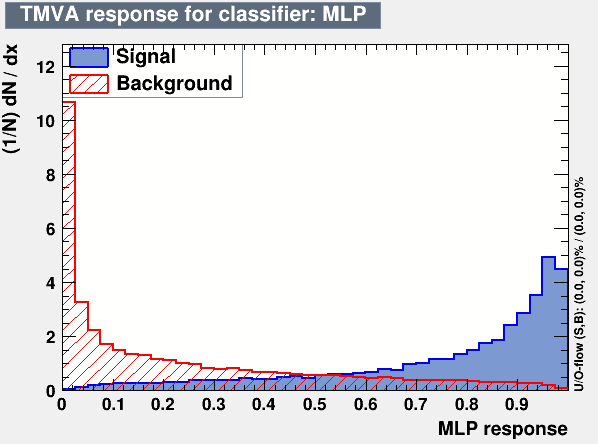 TMVA response for classifier: MLP
Signal
Background
(1/N) dN / dx
12
10
8
6
4
2
0
0 0.1 0.2 0.3 0.4 0.5 0.6 0.7 0.8 0.9
MLP response
U/O-flow (S,B): (0.0, 0.0)% / (0.0, 0.0)%